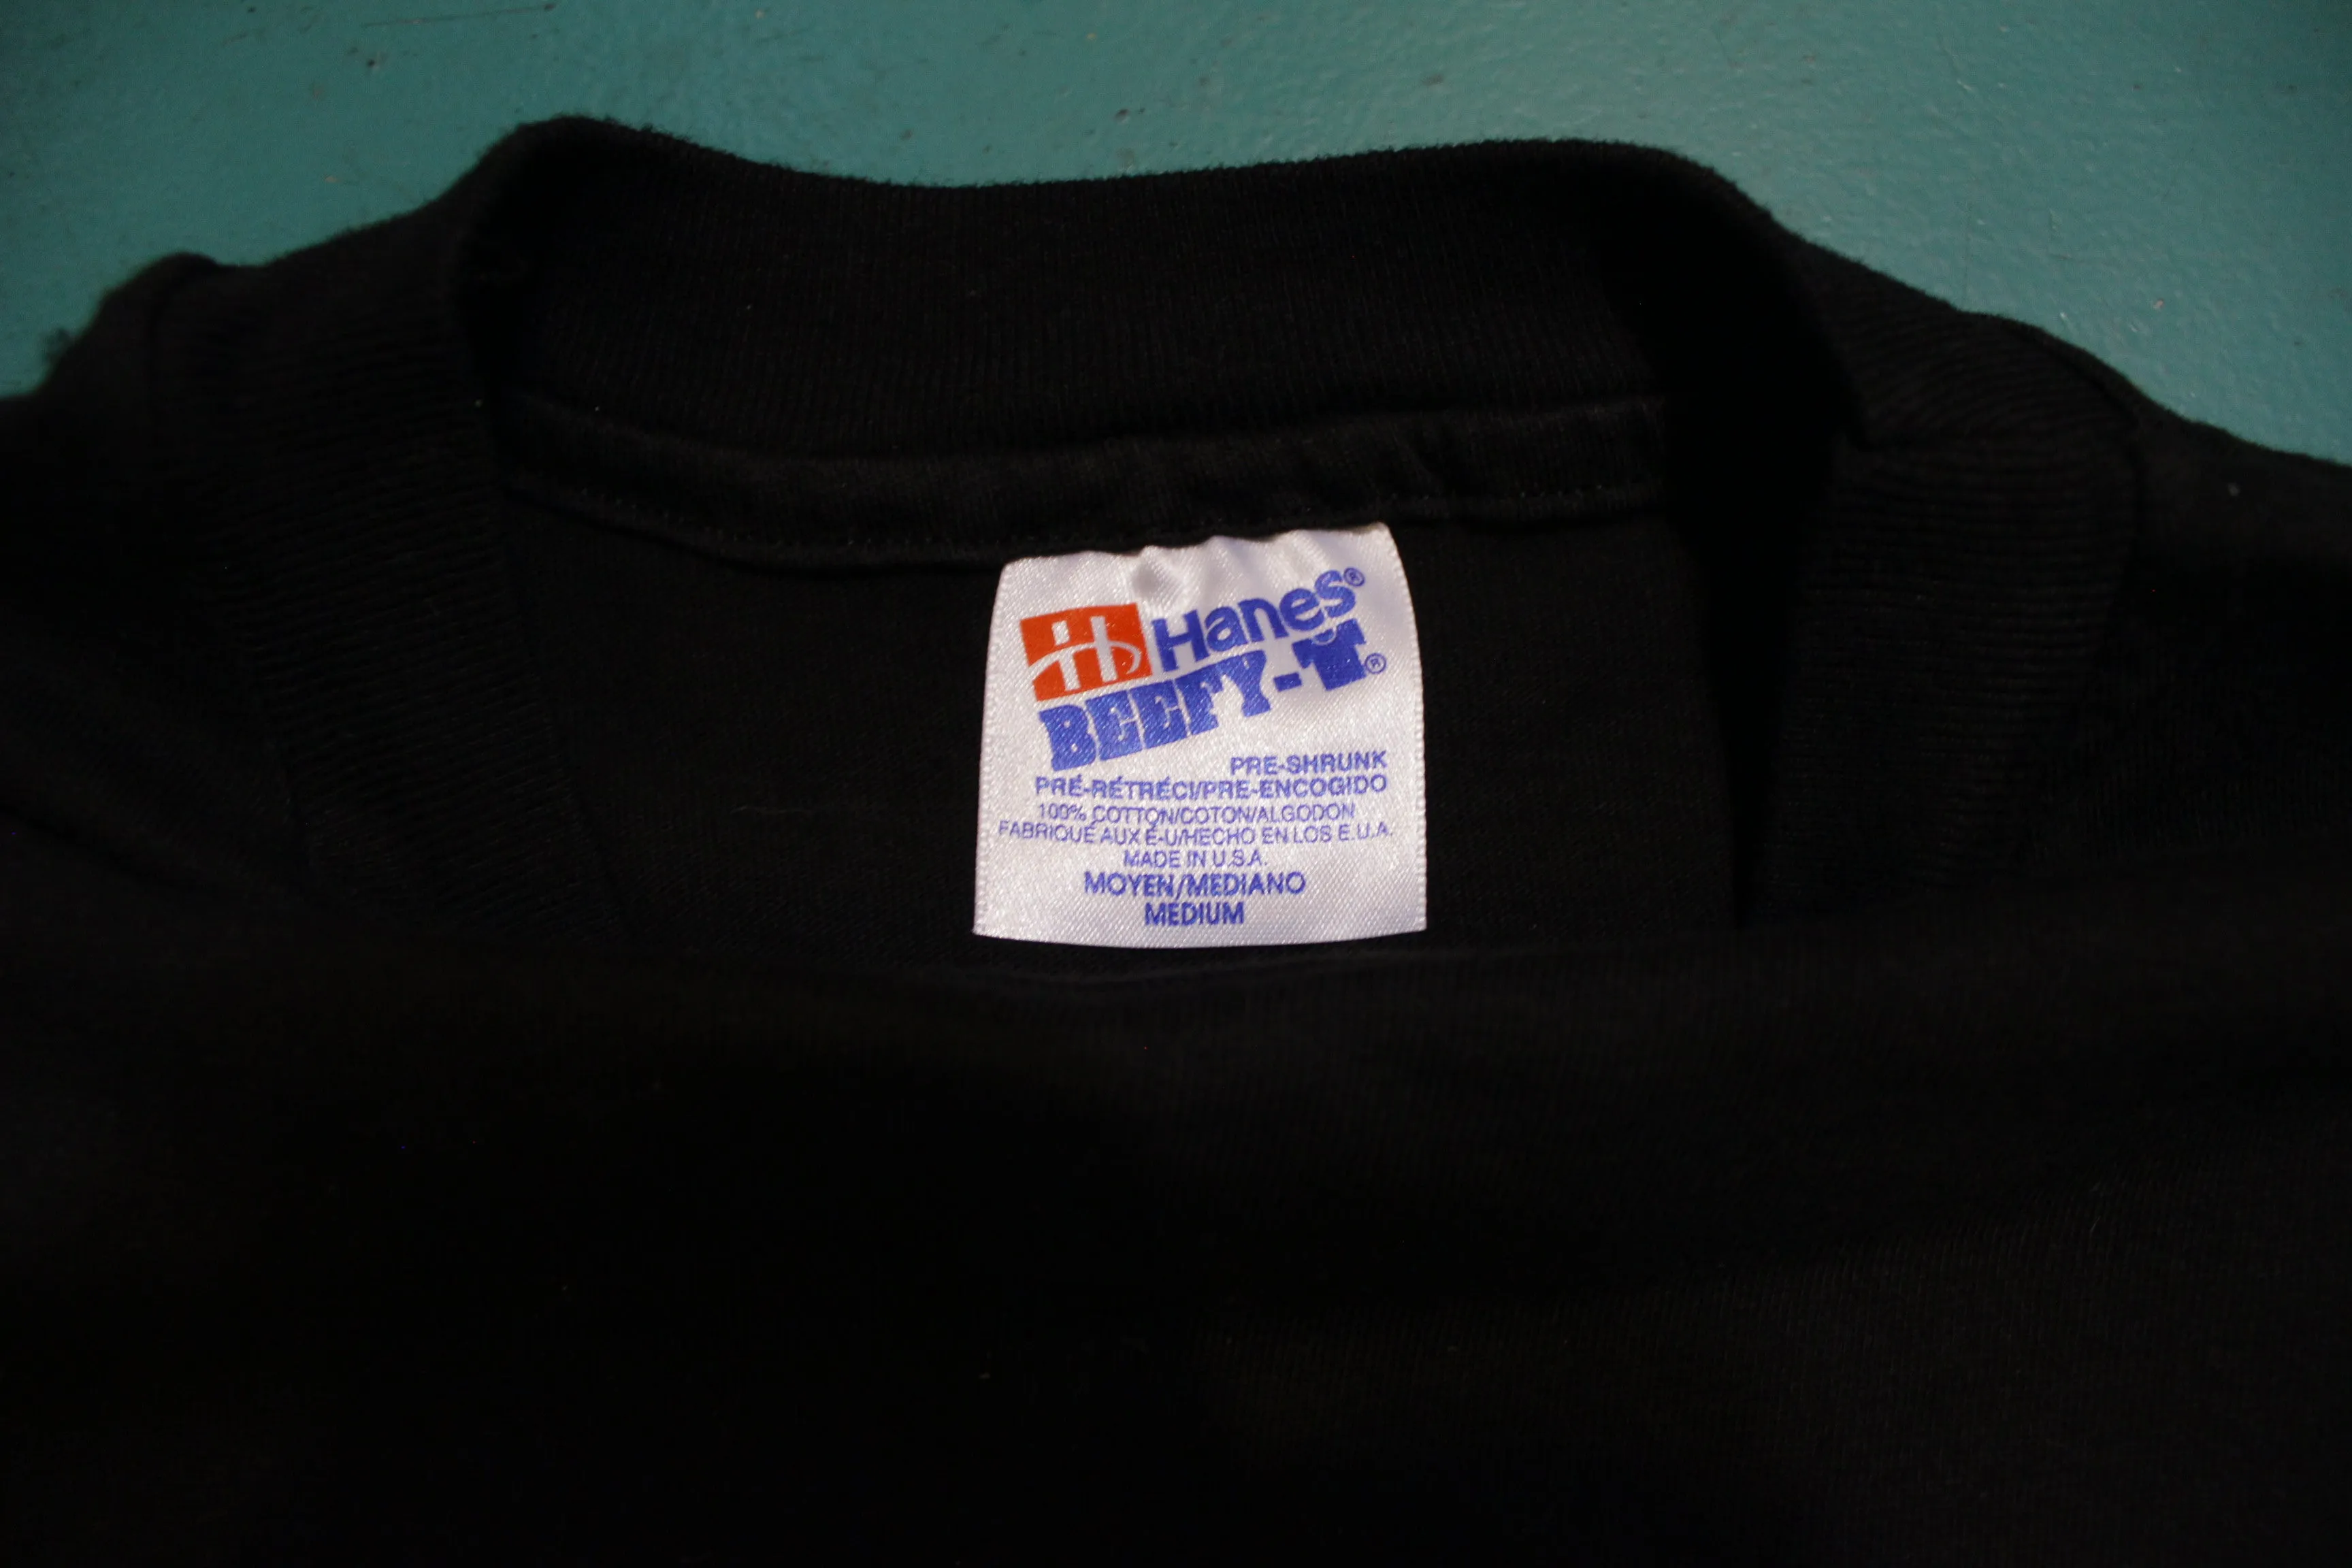 H Hanes®
BEEFY-T®
PRE-SHRUNK
PRÉ-RÉTRÉCI/PRE-ENCOGIDO
100% COTTON/COTON/ALGODON
FABRIQUÉ AUX É-U/HECHO EN LOS E.U.A.
MADE IN U.S.A.
MOYEN/MEDIANO
MEDIUM